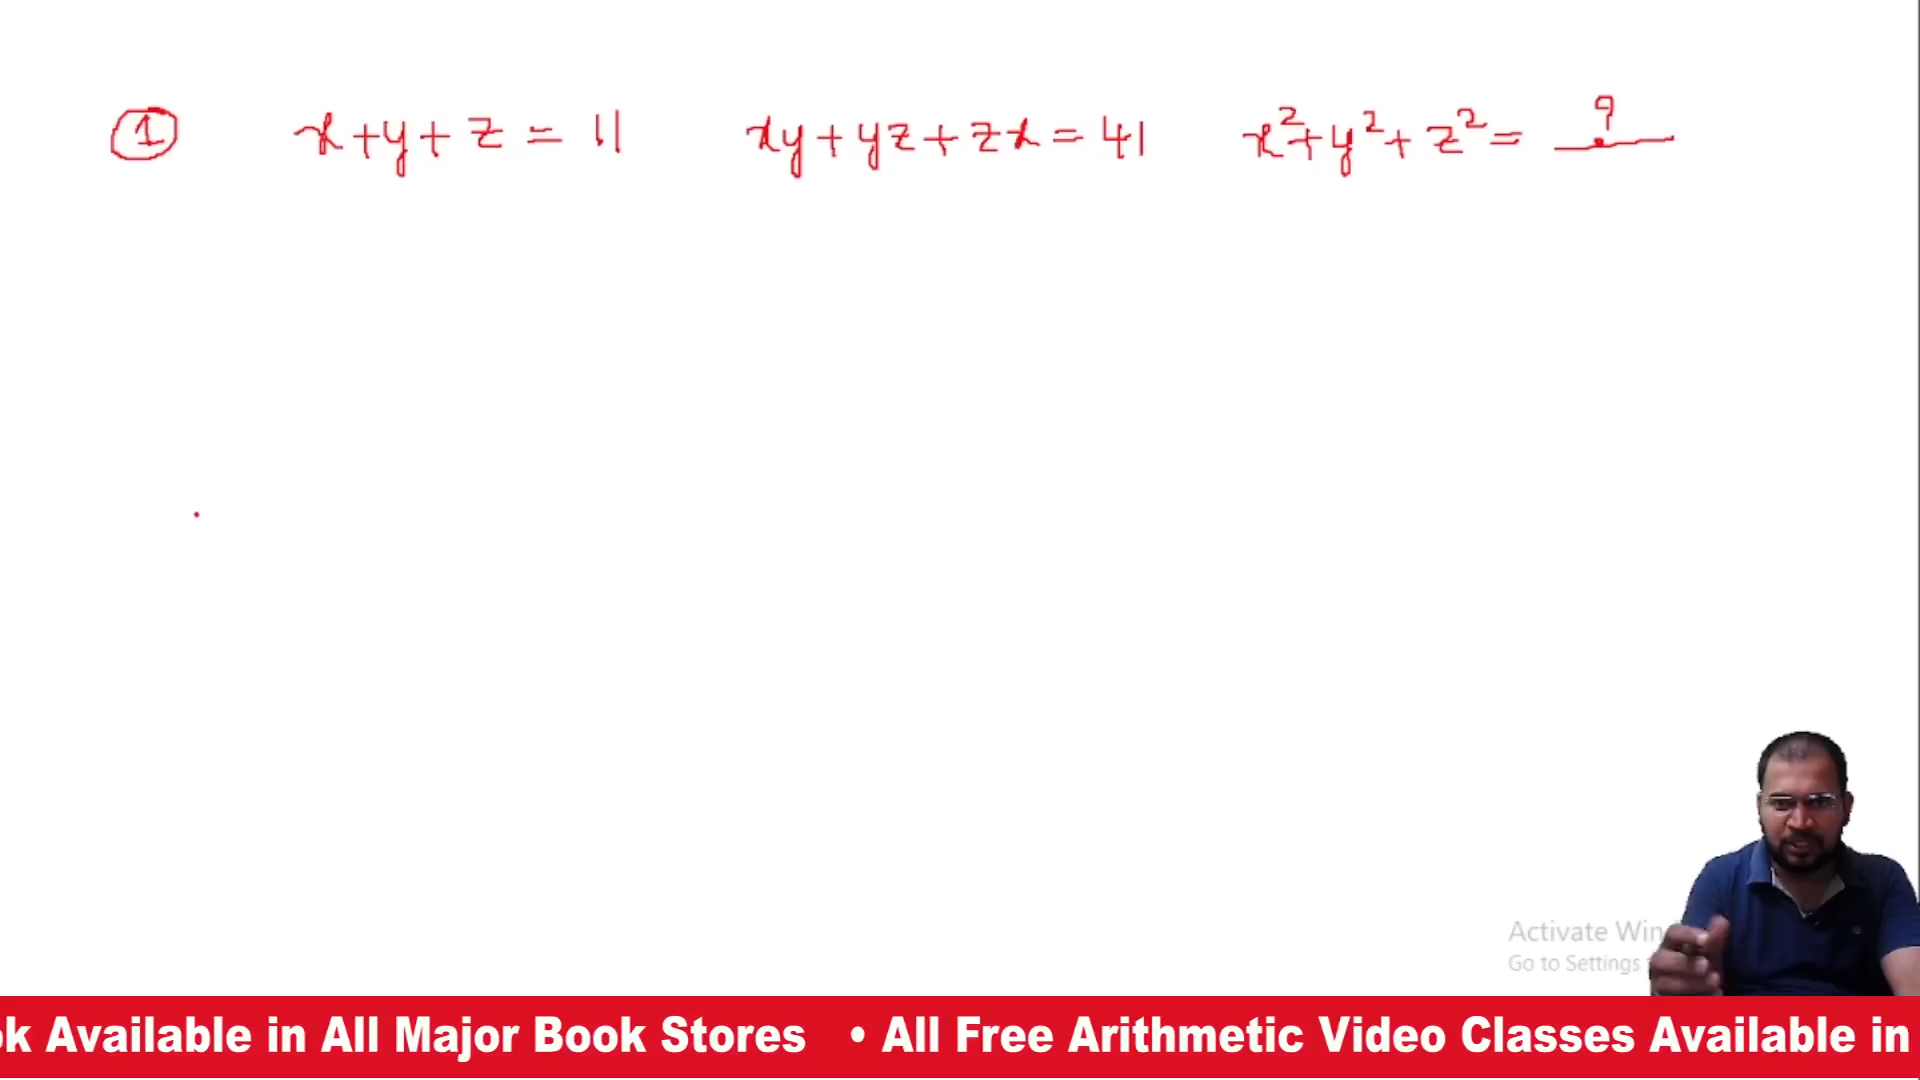 ① x+y+z = 11 xy+yz+zx = 41 x²+y²+z² = ?
Activate Win
Go to Settings
ok Available in All Major Book Stores • All Free Arithmetic Video Classes Available in